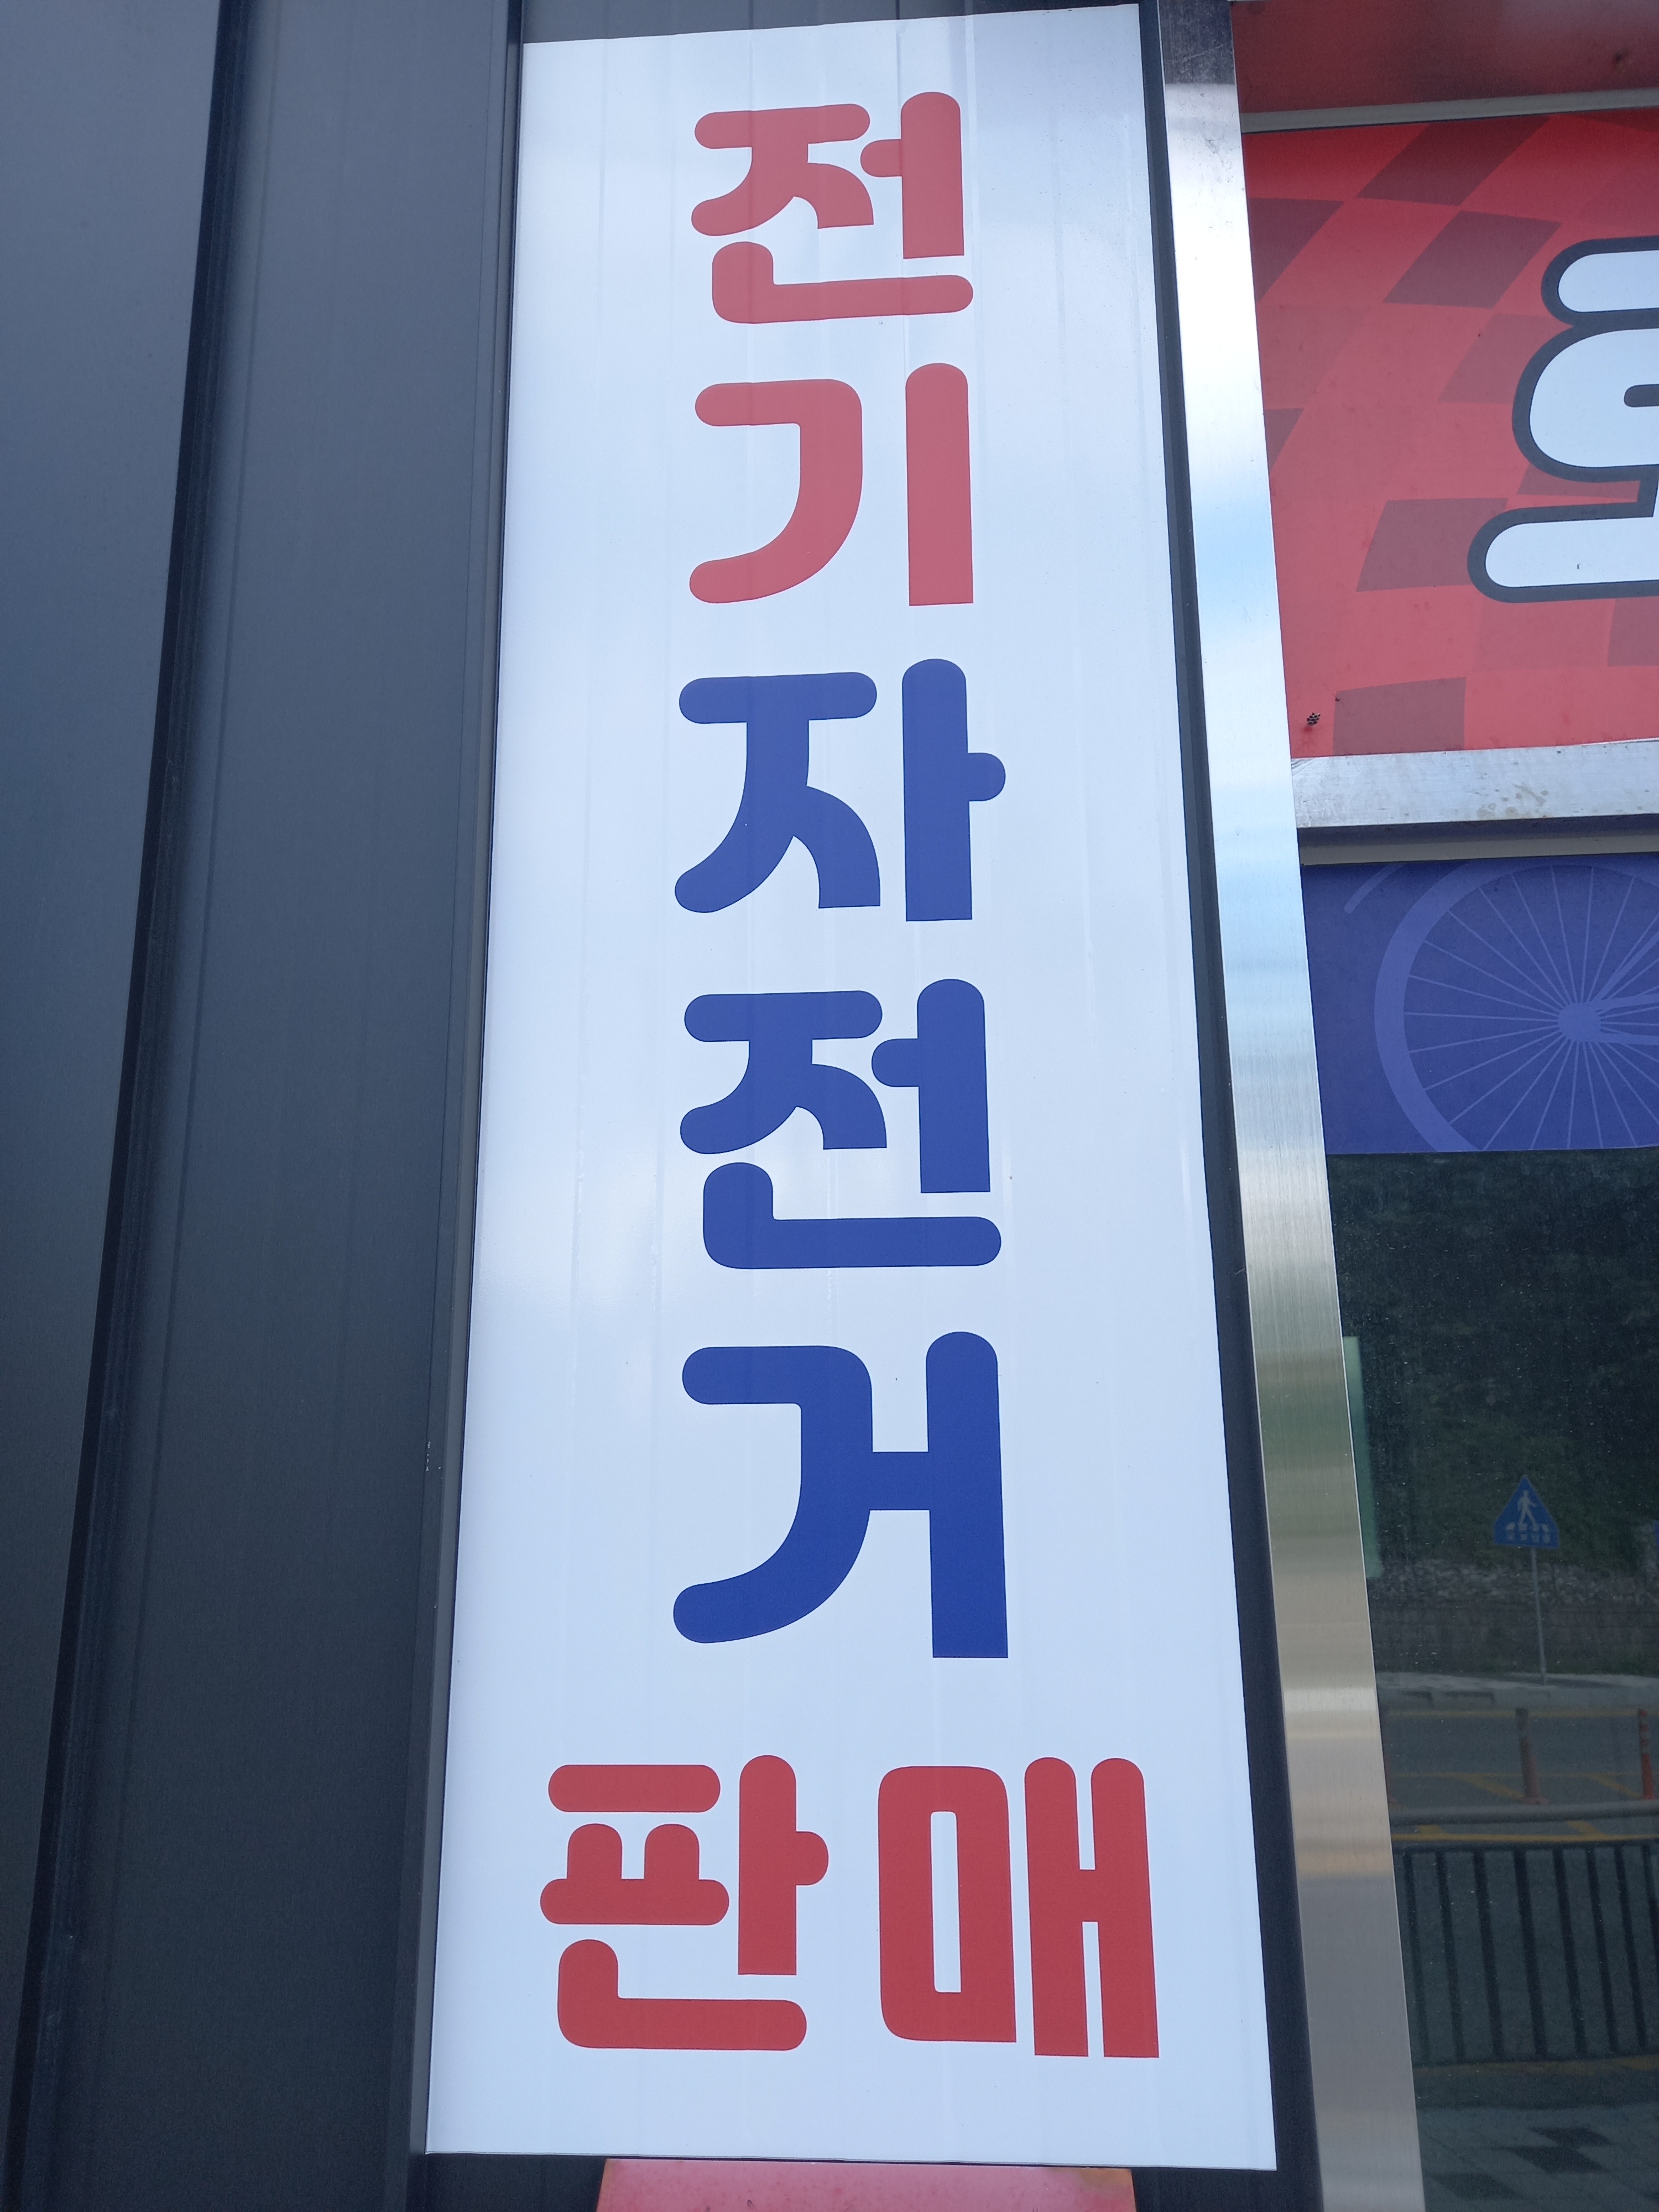 전
기
자
전
거
판매